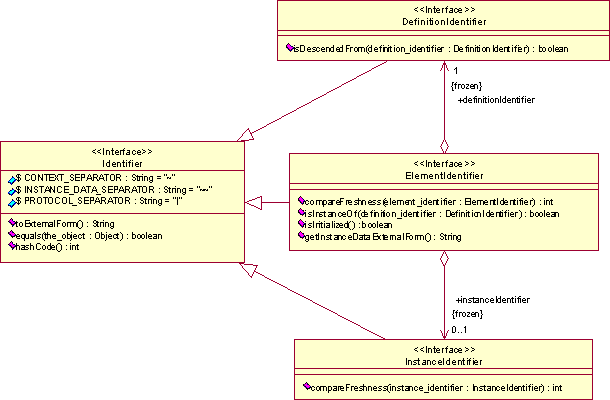 <<Interface>>
DefinitionIdentifier
isDescendedFrom(definition_identifier : DefinitionIdentifier) : boolean
1
{frozen}
+definitionIdentifier
<<Interface>>
Identifier
$ CONTEXT_SEPARATOR : String = "~"
$ INSTANCE_DATA_SEPARATOR : String = "~~"
$ PROTOCOL_SEPARATOR : String = "|"
toExternalForm() : String
equals(the_object : Object) : boolean
hashCode() : int
<<Interface>>
ElementIdentifier
compareFreshness(element_identifier : ElementIdentifier) : int
isInstanceOf(definition_identifier : DefinitionIdentifier) : boolean
isInitialized() : boolean
getInstanceDataExternalForm() : String
+instanceIdentifier
{frozen}
0..1
<<Interface>>
InstanceIdentifier
compareFreshness(instance_identifier : InstanceIdentifier) : int